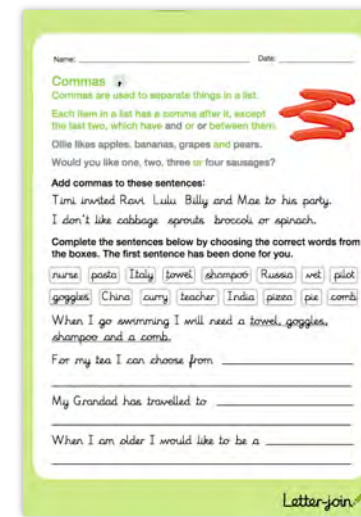 Name: Date:
Commas ,
Commas are used to separate things in a list.
Each item in a list has a comma after it, except
the last two, which have and or or between them.
Ollie likes apples, bananas, grapes and pears.
Would you like one, two, three or four sausages?
Add commas to these sentences:
Timi invited Ravi Lulu Billy and Mae to his party.
I don't like cabbage sprouts broccoli or spinach.
Complete the sentences below by choosing the correct words from
the boxes. The first sentence has been done for you.
nurse pasta Italy towel shampoo Russia vet pilot
goggles China curry teacher India pizza pie comb
When I go swimming I will need a towel, goggles,
shampoo and a comb.
For my tea I can choose from
My Grandad has travelled to
When I am older I would like to be a
Letter-join